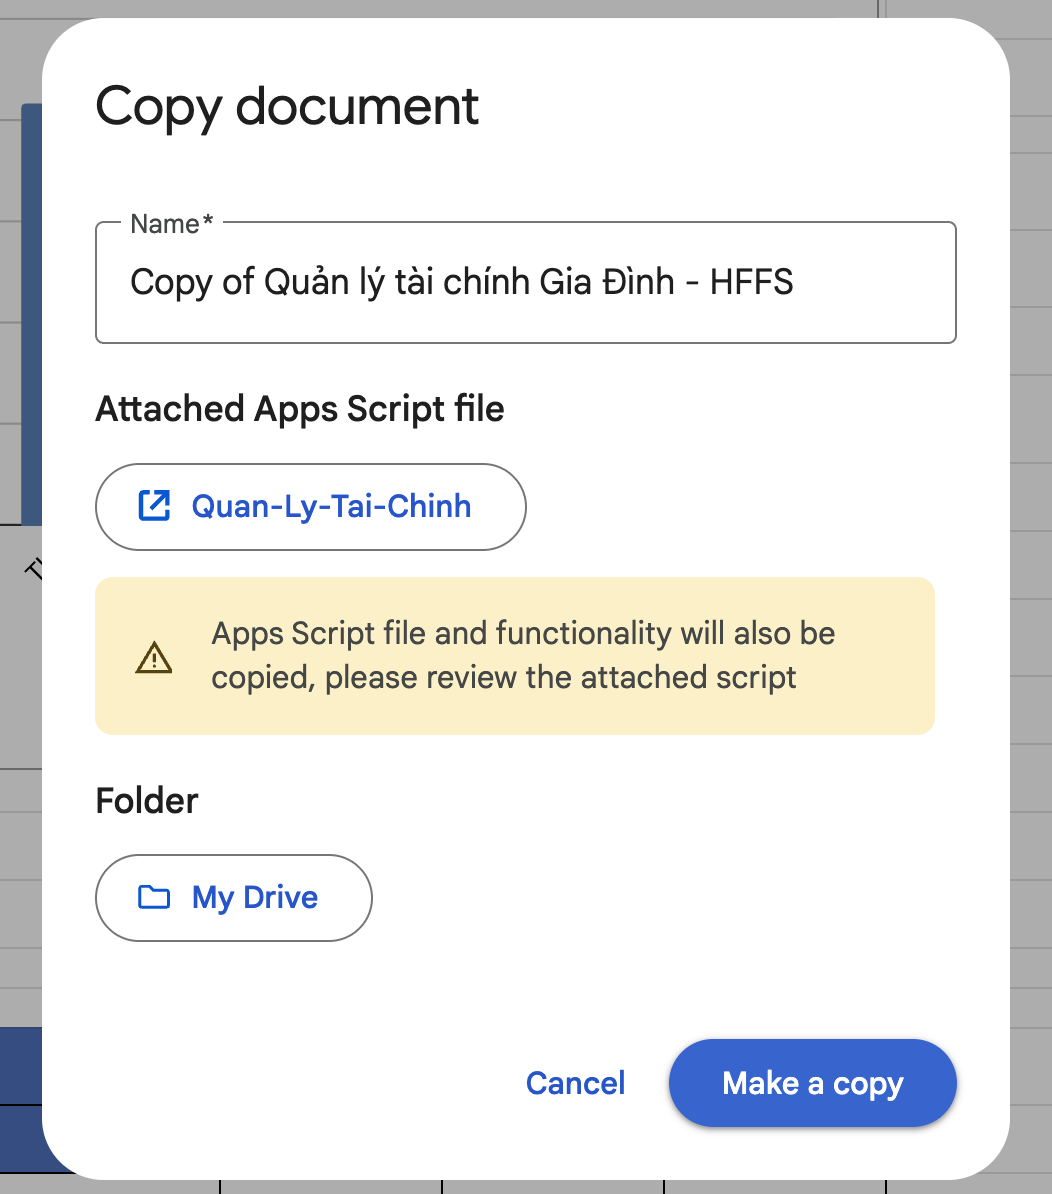 Copy document
Name*
Copy of Quản lý tài chính Gia Đình - HFFS
Attached Apps Script file
Quan-Ly-Tai-Chinh
Apps Script file and functionality will also be
copied, please review the attached script
Folder
My Drive
Cancel
Make a copy